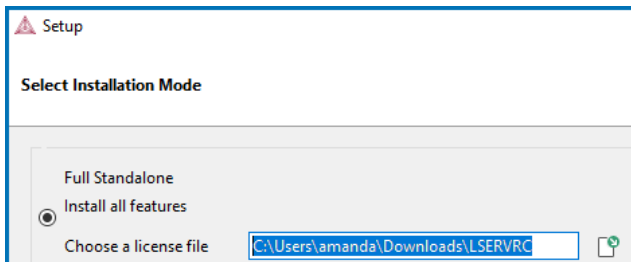 Setup
Select Installation Mode
Full Standalone
Install all features
Choose a license file C:\Users\amanda\Downloads\LSERVRC